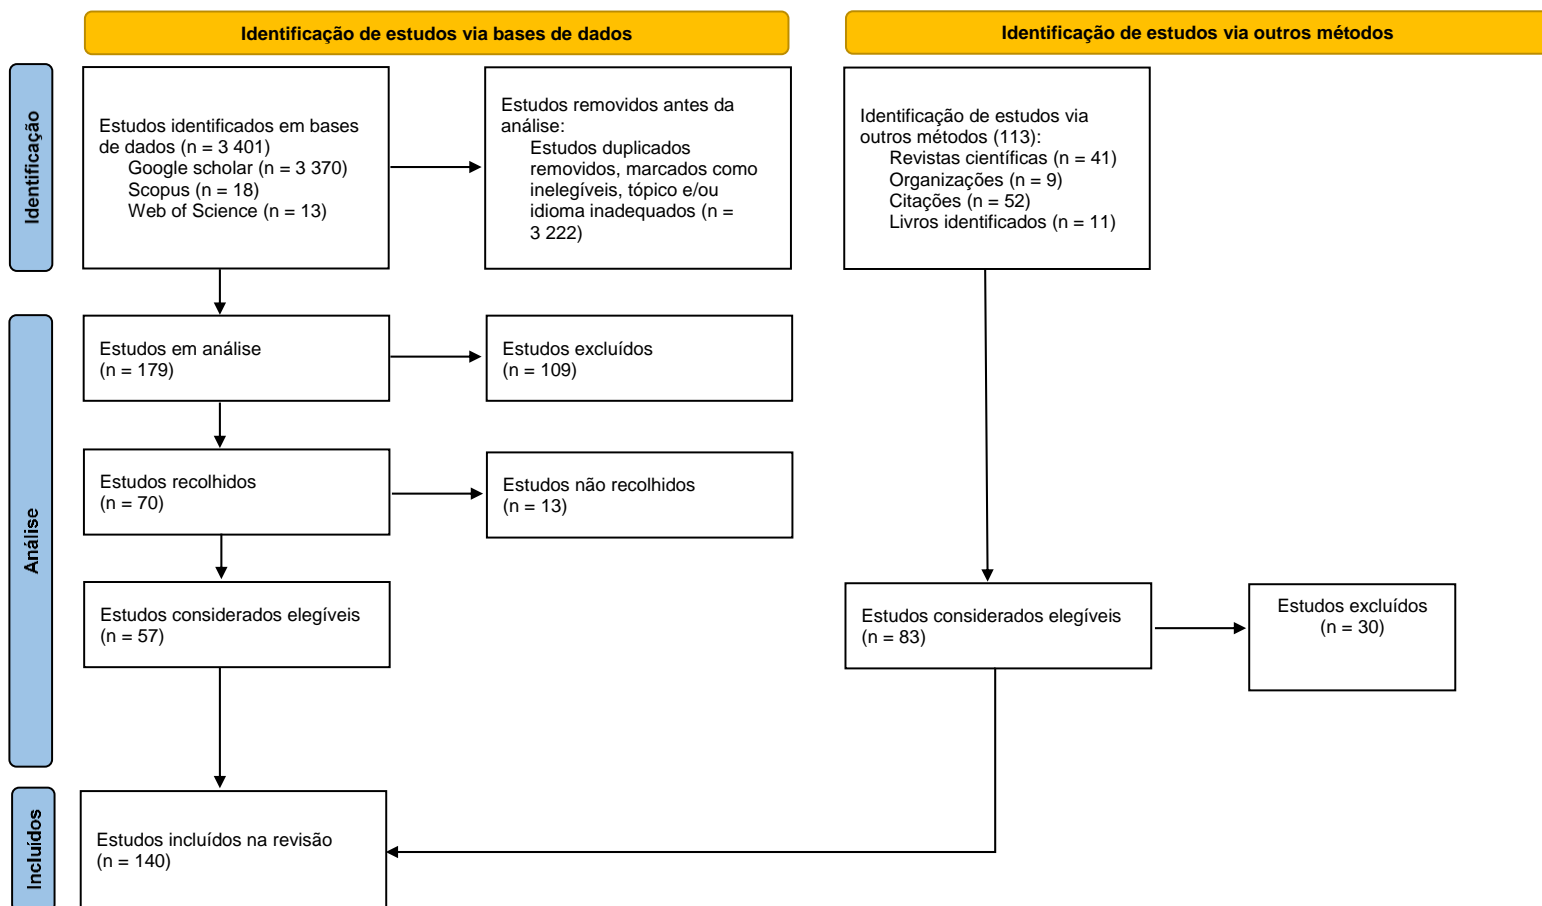 Identificação de estudos via bases de dados
Identificação de estudos via outros métodos
Identificação
Estudos identificados em bases
de dados (n = 3 401)
Google scholar (n = 3 370)
Scopus (n = 18)
Web of Science (n = 13)
Estudos removidos antes da
análise:
Estudos duplicados
removidos, marcados como
inelegíveis, tópico e/ou
idioma inadequados (n =
3 222)
Identificação de estudos via
outros métodos (113):
Revistas científicas (n = 41)
Organizações (n = 9)
Citações (n = 52)
Livros identificados (n = 11)
Análise
Estudos em análise
(n = 179)
Estudos excluídos
(n = 109)
Estudos recolhidos
(n = 70)
Estudos não recolhidos
(n = 13)
Estudos considerados elegíveis
(n = 57)
Estudos considerados elegíveis
(n = 83)
Estudos excluídos
(n = 30)
Incluídos
Estudos incluídos na revisão
(n = 140)